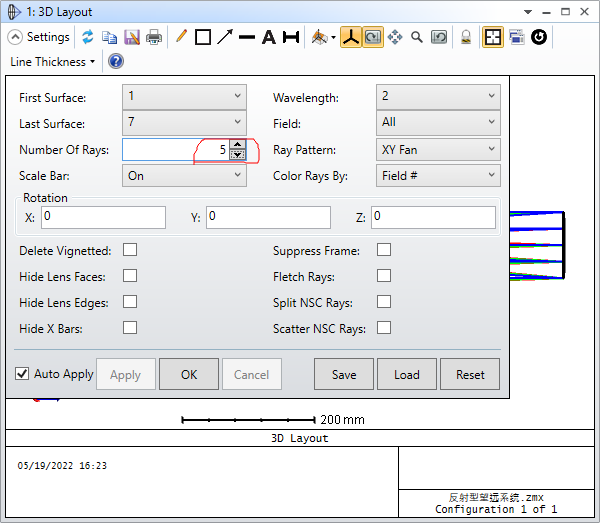 1: 3D Layout
Settings
Line Thickness
First Surface: 1 Wavelength: 2
Last Surface: 7 Field: All
Number Of Rays: 5 Ray Pattern: XY Fan
Scale Bar: On Color Rays By: Field #
Rotation
X: 0 Y: 0 Z: 0
Delete Vignetted: Suppress Frame:
Hide Lens Faces: Fletch Rays:
Hide Lens Edges: Split NSC Rays:
Hide X Bars: Scatter NSC Rays:
Auto Apply Apply OK Cancel Save Load Reset
200 mm
3D Layout
05/19/2022 16:23
反射型望远系统.zmx
Configuration 1 of 1